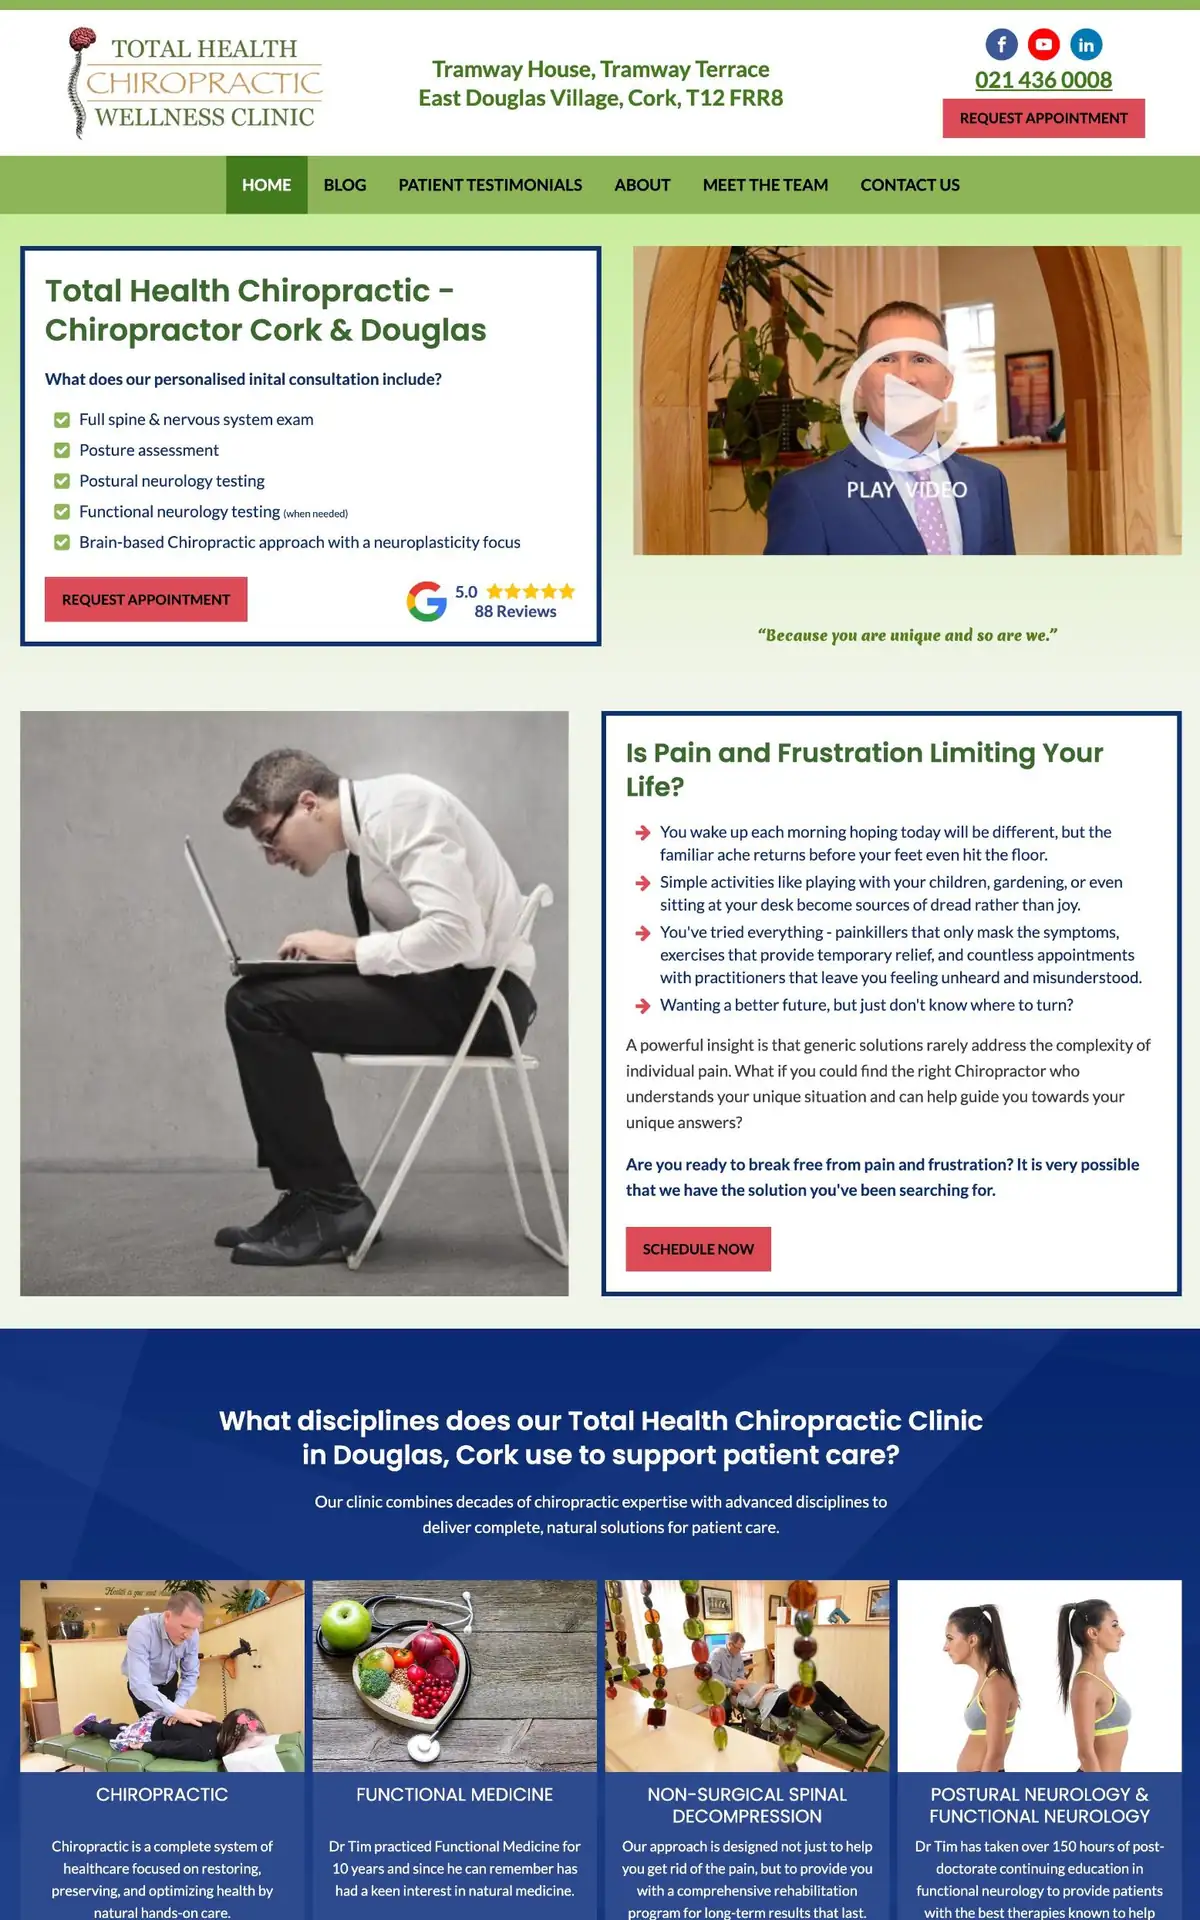 TOTAL HEALTH
CHIROPRACTIC
WELLNESS CLINIC
Tramway House, Tramway Terrace
East Douglas Village, Cork, T12 FRR8
021 436 0008
REQUEST APPOINTMENT
HOME
BLOG
PATIENT TESTIMONIALS
ABOUT
MEET THE TEAM
CONTACT US
Total Health Chiropractic -
Chiropractor Cork & Douglas
What does our personalised inital consultation include?
Full spine & nervous system exam
Posture assessment
Postural neurology testing
Functional neurology testing (when needed)
Brain-based Chiropractic approach with a neuroplasticity focus
REQUEST APPOINTMENT
5.0
88 Reviews
PLAY VIDEO
“Because you are unique and so are we.”
Is Pain and Frustration Limiting Your
Life?
You wake up each morning hoping today will be different, but the
familiar ache returns before your feet even hit the floor.
Simple activities like playing with your children, gardening, or even
sitting at your desk become sources of dread rather than joy.
You've tried everything - painkillers that only mask the symptoms,
exercises that provide temporary relief, and countless appointments
with practitioners that leave you feeling unheard and misunderstood.
Wanting a better future, but just don't know where to turn?
A powerful insight is that generic solutions rarely address the complexity of
individual pain. What if you could find the right Chiropractor who
understands your unique situation and can help guide you towards your
unique answers?
Are you ready to break free from pain and frustration? It is very possible
that we have the solution you've been searching for.
SCHEDULE NOW
What disciplines does our Total Health Chiropractic Clinic
in Douglas, Cork use to support patient care?
Our clinic combines decades of chiropractic expertise with advanced disciplines to
deliver complete, natural solutions for patient care.
CHIROPRACTIC
Chiropractic is a complete system of
healthcare focused on restoring,
preserving, and optimizing health by
natural hands-on care.
FUNCTIONAL MEDICINE
Dr Tim practiced Functional Medicine for
10 years and since he can remember has
had a keen interest in natural medicine.
NON-SURGICAL SPINAL
DECOMPRESSION
Our approach is designed not just to help
you get rid of the pain, but to provide you
with a comprehensive rehabilitation
program for long-term results that last.
POSTURAL NEUROLOGY &
FUNCTIONAL NEUROLOGY
Dr Tim has taken over 150 hours of post-
doctorate continuing education in
functional neurology to provide patients
with the best therapies known to help